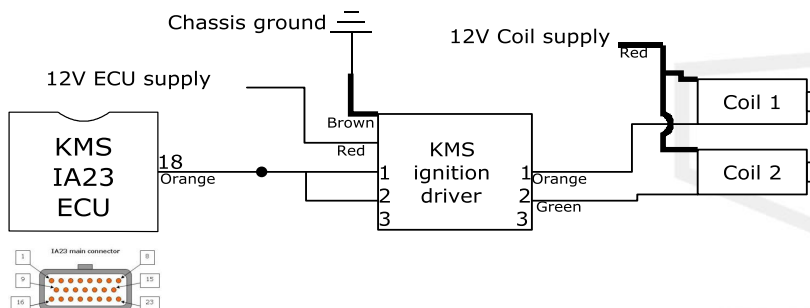 Chassis ground
12V Coil supply
Red
12V ECU supply
Coil 1
Brown
Red
KMS
IA23
ECU
18
Orange
KMS
ignition
driver
1
2
3
1
2
3
Orange
Green
Coil 2
IA23 main connector
1
8
9
15
16
23